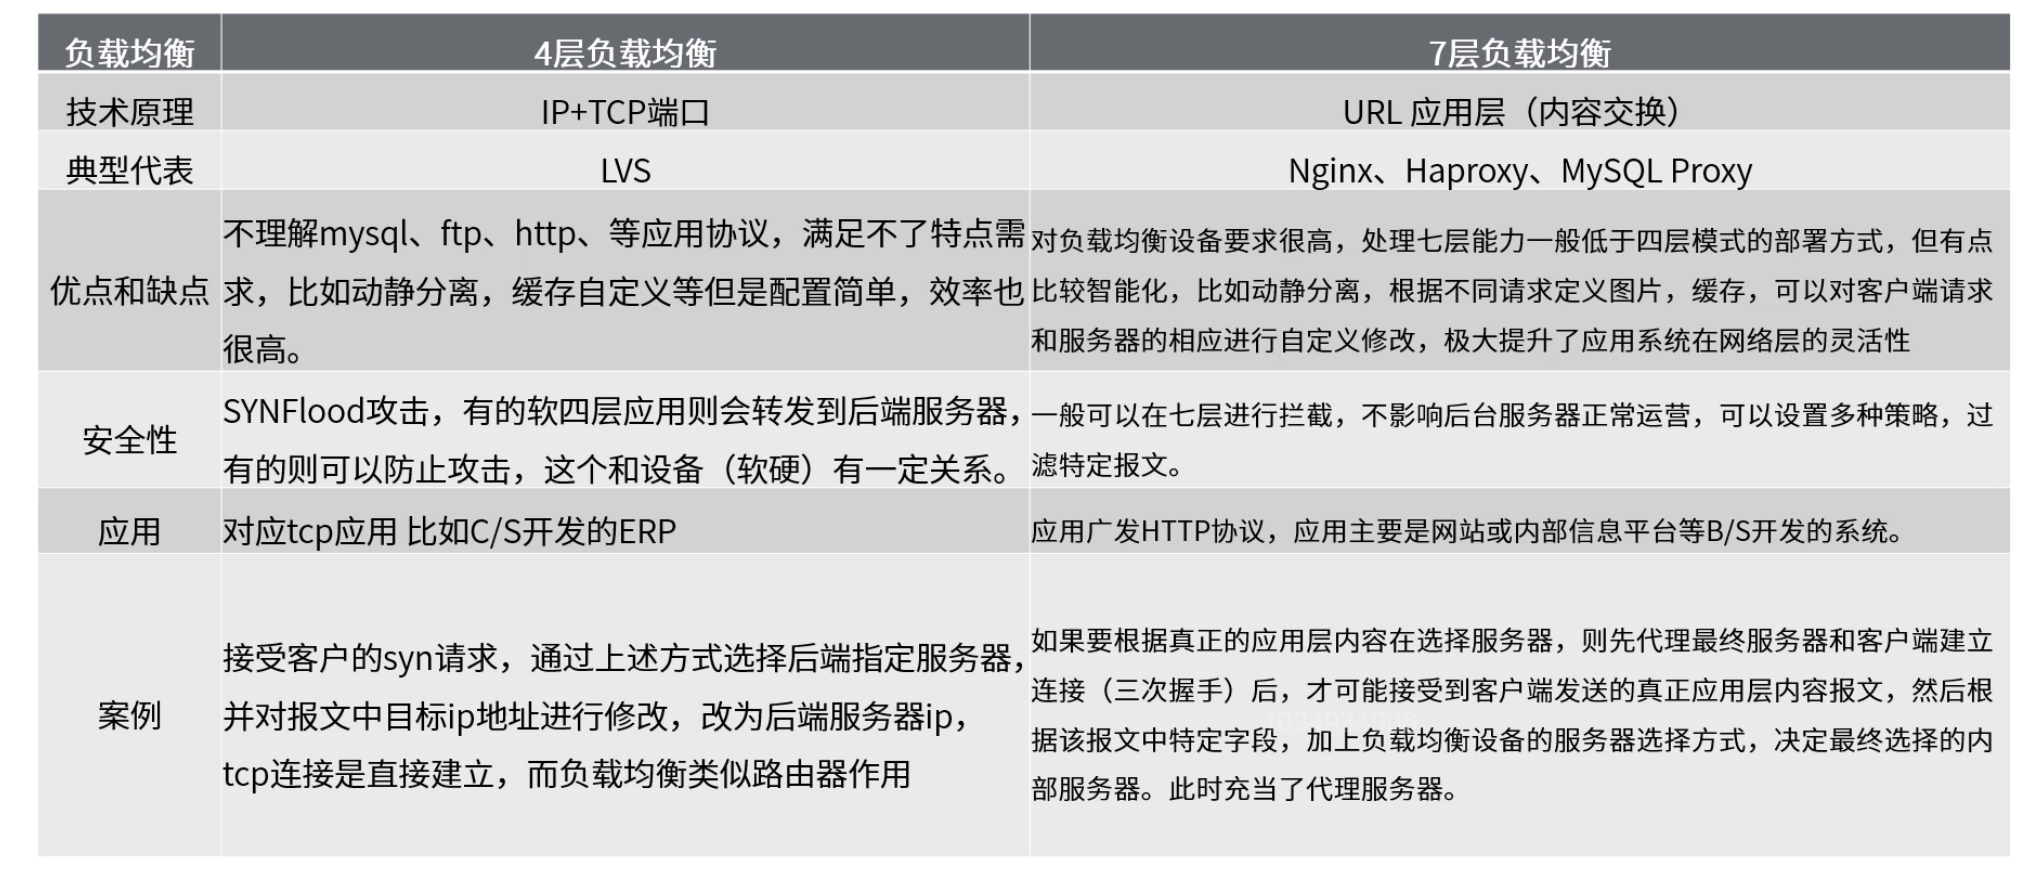 负载均衡 4层负载均衡 7层负载均衡
技术原理 IP+TCP端口 URL 应用层（内容交换）
典型代表 LVS Nginx、Haproxy、MySQL Proxy
优点和缺点
不理解mysql、ftp、http、等应用协议，满足不了特点需
求，比如动静分离，缓存自定义等但是配置简单，效率也
很高。
对负载均衡设备要求很高，处理七层能力一般低于四层模式的部署方式，但有点
比较智能化，比如动静分离，根据不同请求定义图片，缓存，可以对客户端请求
和服务器的相应进行自定义修改，极大提升了应用系统在网络层的灵活性
安全性
SYNFlood攻击，有的软四层应用则会转发到后端服务器，
有的则可以防止攻击，这个和设备（软硬）有一定关系。
一般可以在七层进行拦截，不影响后台服务器正常运营，可以设置多种策略，过
滤特定报文。
应用 对应tcp应用 比如C/S开发的ERP 应用广发HTTP协议，应用主要是网站或内部信息平台等B/S开发的系统。
案例
接受客户的syn请求，通过上述方式选择后端指定服务器，
并对报文中目标ip地址进行修改，改为后端服务器ip，
tcp连接是直接建立，而负载均衡类似路由器作用
如果要根据真正的应用层内容在选择服务器，则先代理最终服务器和客户端建立
连接（三次握手）后，才可能接受到客户端发送的真正应用层内容报文，然后根
据该报文中特定字段，加上负载均衡设备的服务器选择方式，决定最终选择的内
部服务器。此时充当了代理服务器。